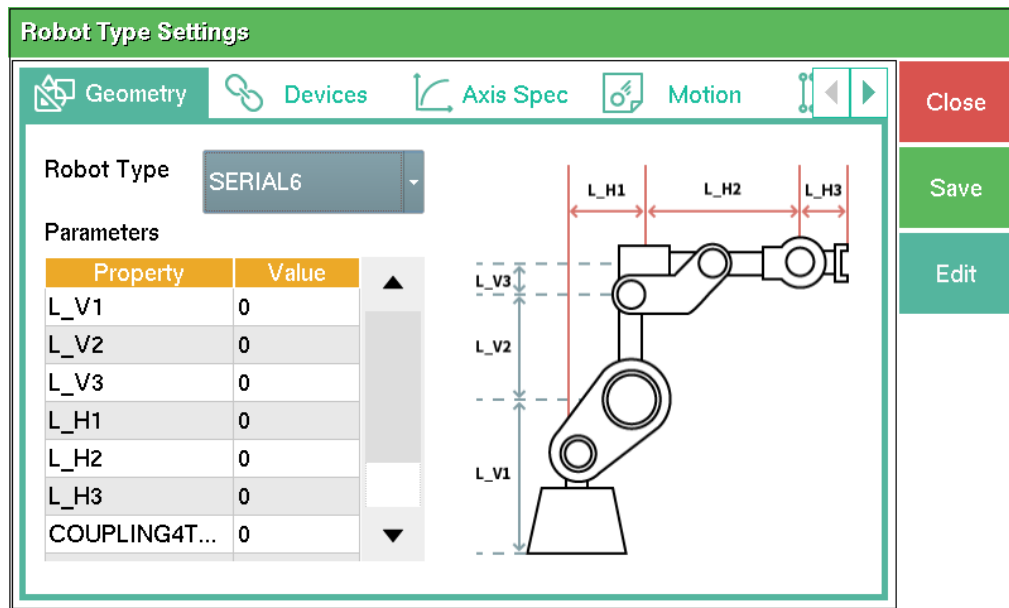 Robot Type Settings
Geometry Devices Axis Spec Motion
Close
Save
Edit
Robot Type SERIAL6
Parameters
Property Value
L_V1 0
L_V2 0
L_V3 0
L_H1 0
L_H2 0
L_H3 0
COUPLING4T... 0
L_H1 L_H2 L_H3
L_V3
L_V2
L_V1